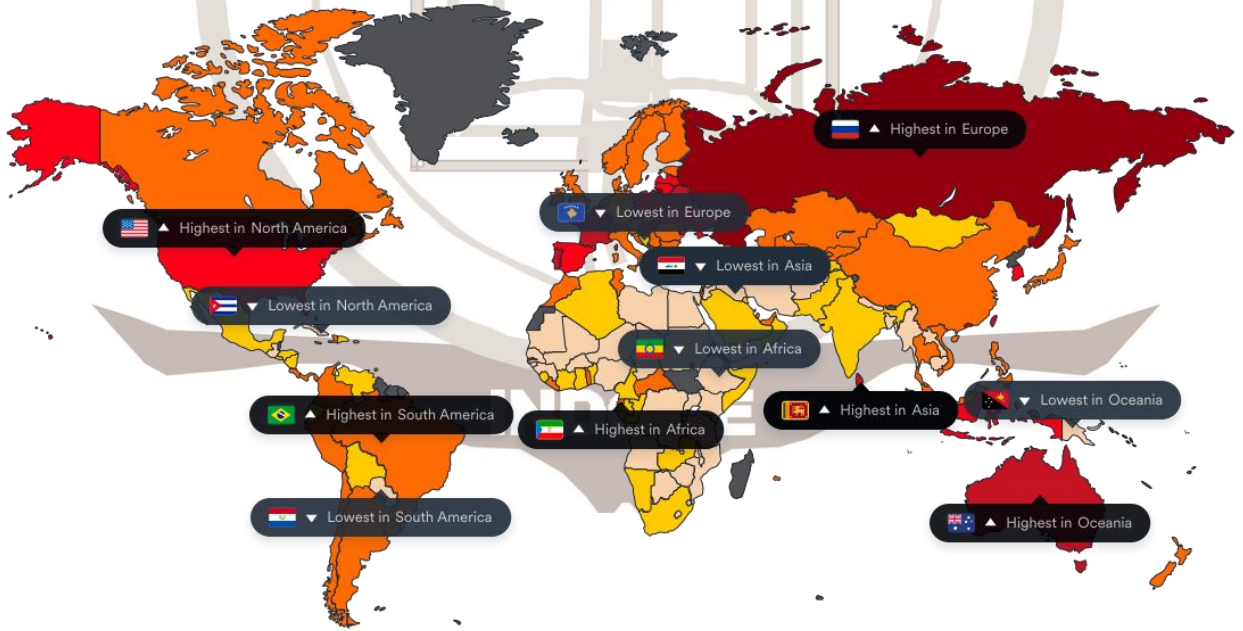 Highest in Europe
Lowest in Europe
Highest in North America
Lowest in Asia
Lowest in North America
Lowest in Africa
Highest in South America
Highest in Asia
Lowest in Oceania
Highest in Africa
Lowest in South America
Highest in Oceania